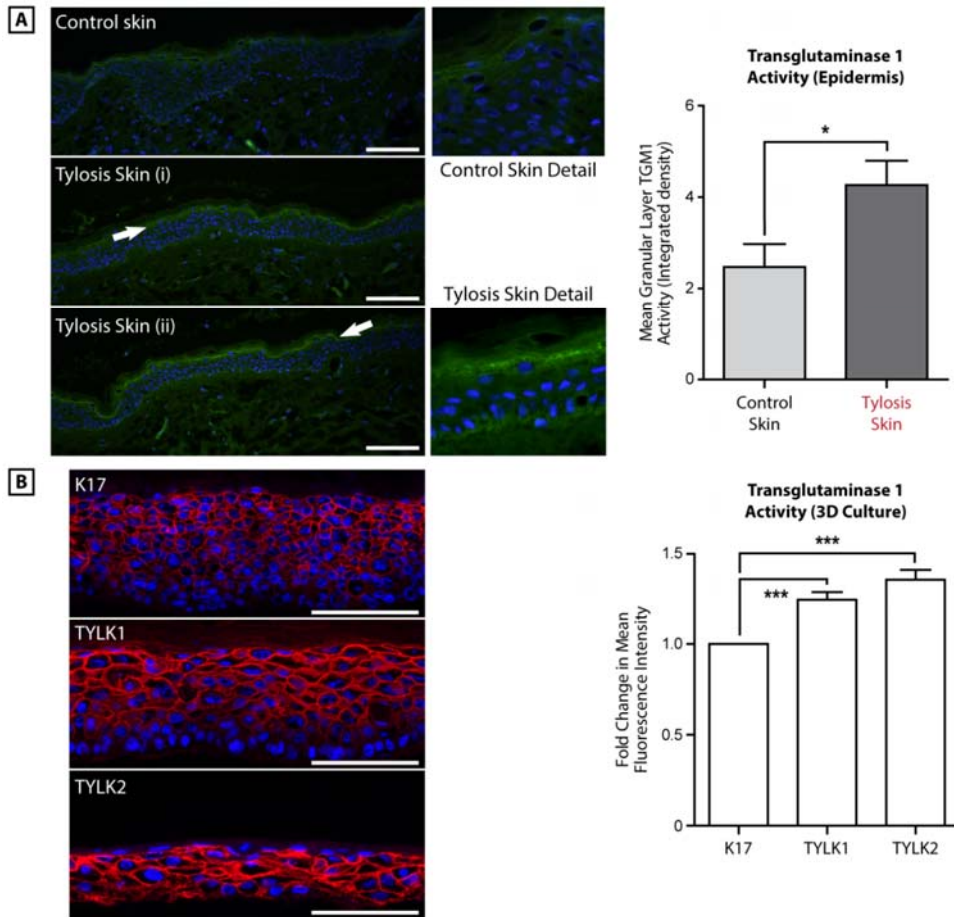 A
Control skin
Control Skin Detail
Tylosis Skin (i)
Tylosis Skin Detail
Tylosis Skin (ii)
Transglutaminase 1
Activity (Epidermis)
Mean Granular Layer TGM1
Activity (Integrated density)
6
4
2
0
*
Control
Skin
Tylosis
Skin
B
K17
TYLK1
TYLK2
Transglutaminase 1
Activity (3D Culture)
Fold Change in Mean
Fluorescence Intensity
1.5
1.0
0.5
0
***
***
K17
TYLK1
TYLK2